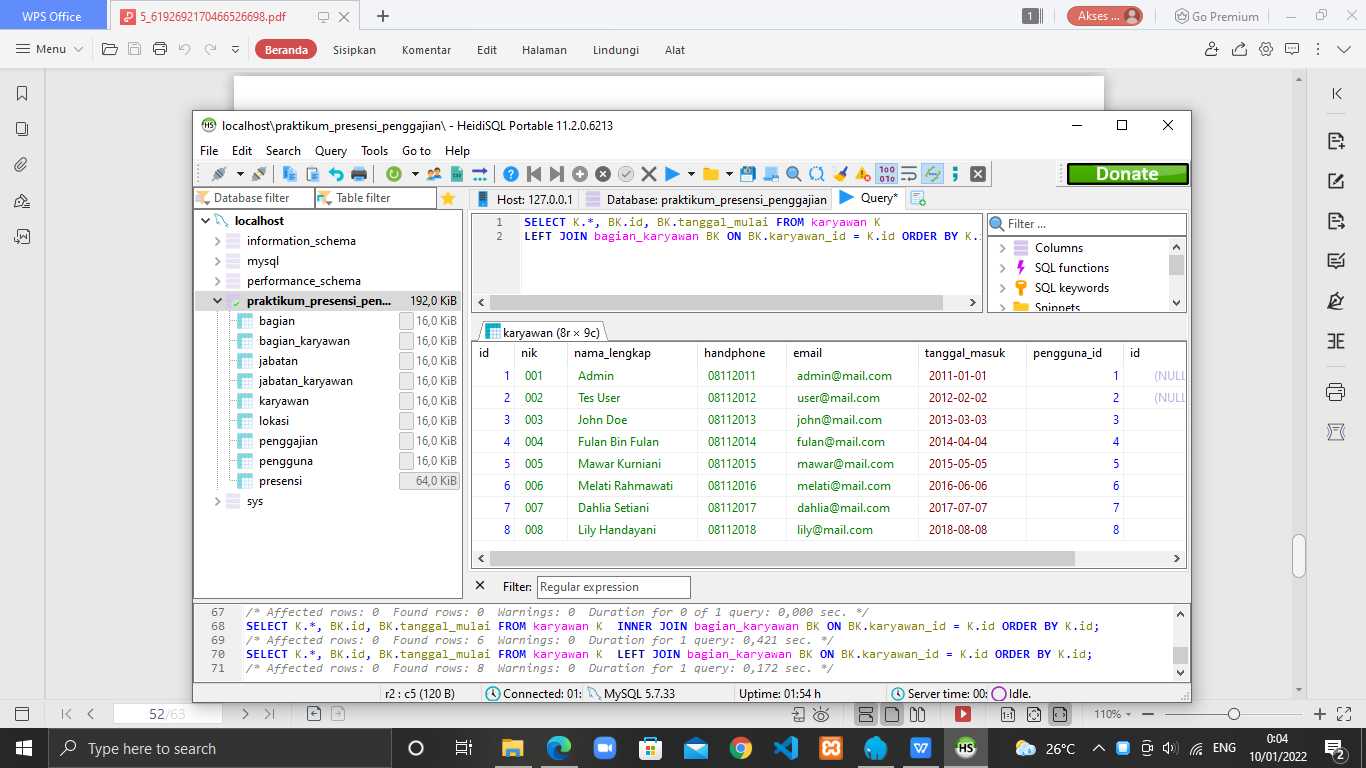 WPS Office
5_6192692170466526698.pdf
1
Akses ...
Go Premium
Menu
Beranda
Sisipkan
Komentar
Edit
Halaman
Lindungi
Alat
localhost\praktikum_presensi_penggajian\ - HeidiSQL Portable 11.2.0.6213
File Edit Search Query Tools Go to Help
Donate
Database filter
Table filter
Host: 127.0.0.1
Database: praktikum_presensi_penggajian
Query*
localhost
information_schema
mysql
performance_schema
praktikum_presensi_pen... 192,0 KiB
bagian 16,0 KiB
bagian_karyawan 16,0 KiB
jabatan 16,0 KiB
jabatan_karyawan 16,0 KiB
karyawan 16,0 KiB
lokasi 16,0 KiB
penggajian 16,0 KiB
pengguna 16,0 KiB
presensi 64,0 KiB
sys
1 SELECT K.*, BK.id, BK.tanggal_mulai FROM karyawan K
2 LEFT JOIN bagian_karyawan BK ON BK.karyawan_id = K.id ORDER BY K.
Filter ...
Columns
SQL functions
SQL keywords
Snippets
karyawan (8r × 9c)
id nik nama_lengkap handphone email tanggal_masuk pengguna_id id
1 001 Admin 08112011 admin@mail.com 2011-01-01 1 (NULL
2 002 Tes User 08112012 user@mail.com 2012-02-02 2 (NULL
3 003 John Doe 08112013 john@mail.com 2013-03-03 3
4 004 Fulan Bin Fulan 08112014 fulan@mail.com 2014-04-04 4
5 005 Mawar Kurniani 08112015 mawar@mail.com 2015-05-05 5
6 006 Melati Rahmawati 08112016 melati@mail.com 2016-06-06 6
7 007 Dahlia Setiani 08112017 dahlia@mail.com 2017-07-07 7
8 008 Lily Handayani 08112018 lily@mail.com 2018-08-08 8
Filter: Regular expression
67 /* Affected rows: 0 Found rows: 0 Warnings: 0 Duration for 0 of 1 query: 0,000 sec. */
68 SELECT K.*, BK.id, BK.tanggal_mulai FROM karyawan K INNER JOIN bagian_karyawan BK ON BK.karyawan_id = K.id ORDER BY K.id;
69 /* Affected rows: 0 Found rows: 6 Warnings: 0 Duration for 1 query: 0,421 sec. */
70 SELECT K.*, BK.id, BK.tanggal_mulai FROM karyawan K LEFT JOIN bagian_karyawan BK ON BK.karyawan_id = K.id ORDER BY K.id;
71 /* Affected rows: 0 Found rows: 8 Warnings: 0 Duration for 1 query: 0,172 sec. */
r2 : c5 (120 B)
Connected: 01:
MySQL 5.7.33
Uptime: 01:54 h
Server time: 00:
Idle.
52/63
110%
Type here to search
26°C
ENG
0:04
10/01/2022
2